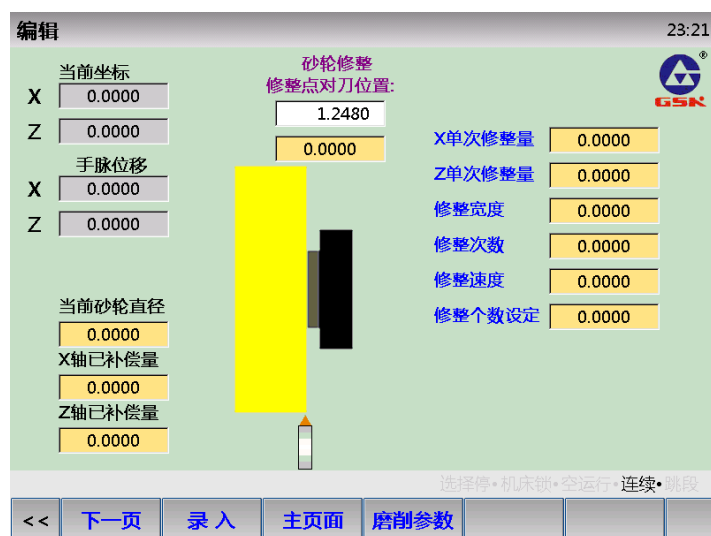 编辑
23:21
当前坐标
X 0.0000
Z 0.0000
手脉位移
X 0.0000
Z 0.0000
当前砂轮直径
0.0000
X轴已补偿量
0.0000
Z轴已补偿量
0.0000
砂轮修整
修整点对刀位置:
1.2480
0.0000
®
GSK
X单次修整量 0.0000
Z单次修整量 0.0000
修整宽度 0.0000
修整次数 0.0000
修整速度 0.0000
修整个数设定 0.0000
选择停•机床锁•空运行•连续•跳段
<< 下一页 录入 主页面 磨削参数